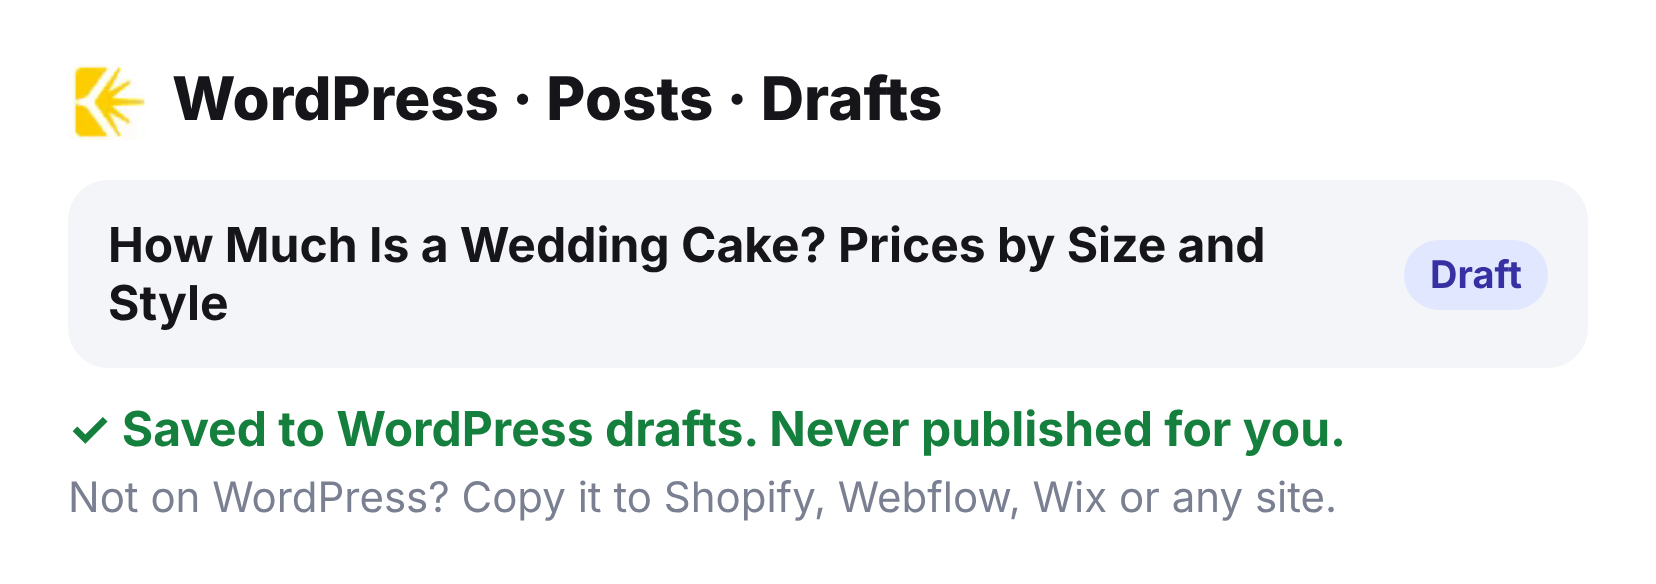 WordPress · Posts · Drafts
How Much Is a Wedding Cake? Prices by Size and
Style
Draft
✓ Saved to WordPress drafts. Never published for you.
Not on WordPress? Copy it to Shopify, Webflow, Wix or any site.